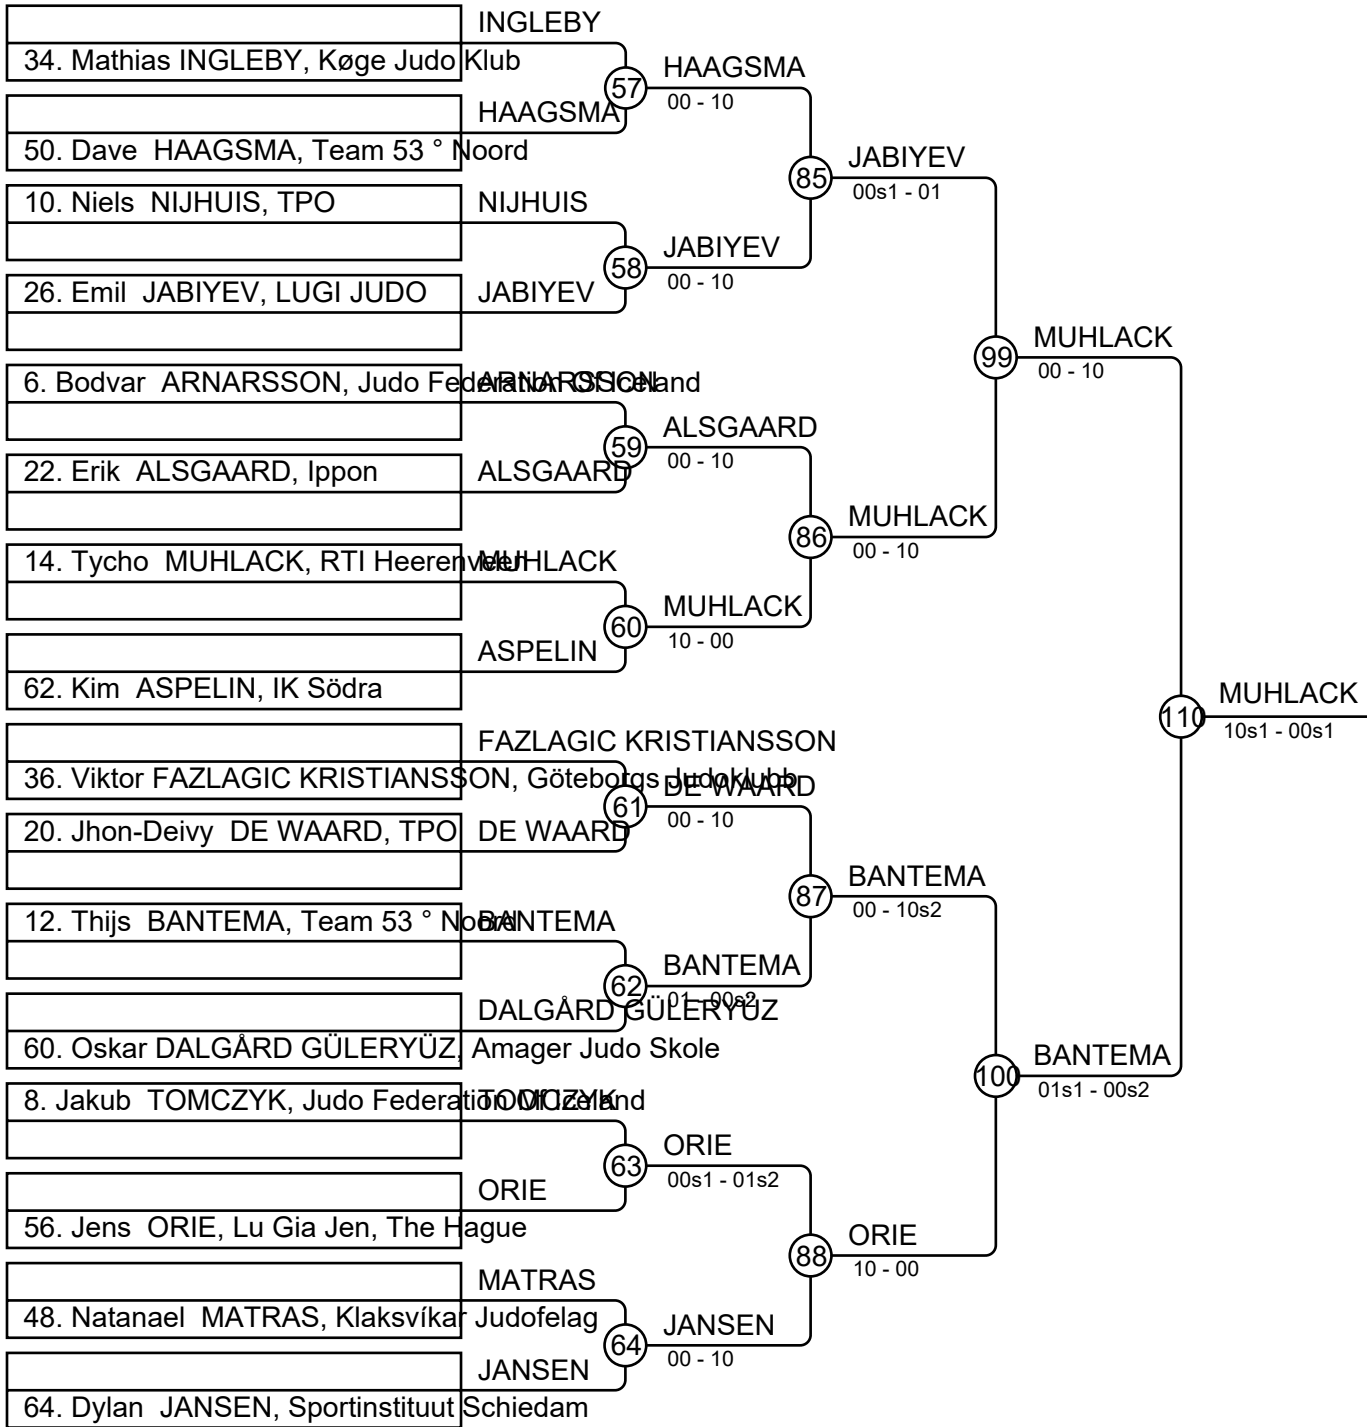 INGLEBY
34. Mathias INGLEBY, Køge Judo Klub
57
HAAGSMA
00 - 10
HAAGSMA
50. Dave HAAGSMA, Team 53 ° Noord
85
JABIYEV
00s1 - 01
10. Niels NIJHUIS, TPO
NIJHUIS
58
JABIYEV
00 - 10
26. Emil JABIYEV, LUGI JUDO
JABIYEV
99
MUHLACK
00 - 10
6. Bodvar ARNARSSON, Judo Federation Of Iceland
ARNARSSON
59
ALSGAARD
00 - 10
22. Erik ALSGAARD, Ippon
ALSGAARD
86
MUHLACK
00 - 10
14. Tycho MUHLACK, RTI Heerenveen
MUHLACK
60
MUHLACK
10 - 00
ASPELIN
62. Kim ASPELIN, IK Södra
110
MUHLACK
10s1 - 00s1
FAZLAGIC KRISTIANSSON
36. Viktor FAZLAGIC KRISTIANSSON, Göteborgs Judoklubb
61
DE WAARD
00 - 10
20. Jhon-Deivy DE WAARD, TPO
DE WAARD
87
BANTEMA
00 - 10s2
12. Thijs BANTEMA, Team 53 ° Noord
BANTEMA
62
BANTEMA
01 - 00s2
DALGÅRD GÜLERYÜZ
60. Oskar DALGÅRD GÜLERYÜZ, Amager Judo Skole
100
BANTEMA
01s1 - 00s2
8. Jakub TOMCZYK, Judo Federation Of Iceland
TOMCZYK
63
ORIE
00s1 - 01s2
ORIE
56. Jens ORIE, Lu Gia Jen, The Hague
88
ORIE
10 - 00
MATRAS
48. Natanael MATRAS, Klaksvíkar Judofelag
64
JANSEN
00 - 10
JANSEN
64. Dylan JANSEN, Sportinstituut Schiedam